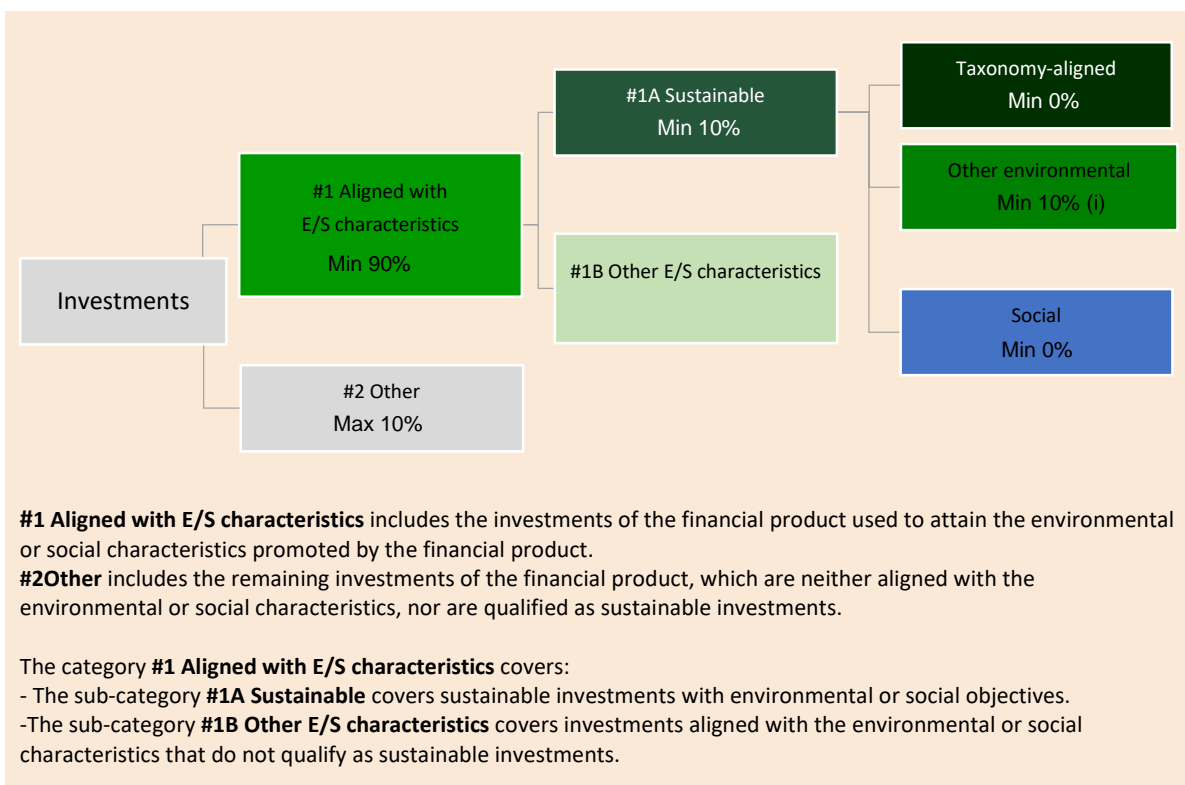 Investments
#1 Aligned with
E/S characteristics
Min 90%
#2 Other
Max 10%
#1A Sustainable
Min 10%
#1B Other E/S characteristics
Taxonomy-aligned
Min 0%
Other environmental
Min 10% (i)
Social
Min 0%
#1 Aligned with E/S characteristics includes the investments of the financial product used to attain the environmental
or social characteristics promoted by the financial product.
#2Other includes the remaining investments of the financial product, which are neither aligned with the
environmental or social characteristics, nor are qualified as sustainable investments.
The category #1 Aligned with E/S characteristics covers:
- The sub-category #1A Sustainable covers sustainable investments with environmental or social objectives.
-The sub-category #1B Other E/S characteristics covers investments aligned with the environmental or social
characteristics that do not qualify as sustainable investments.